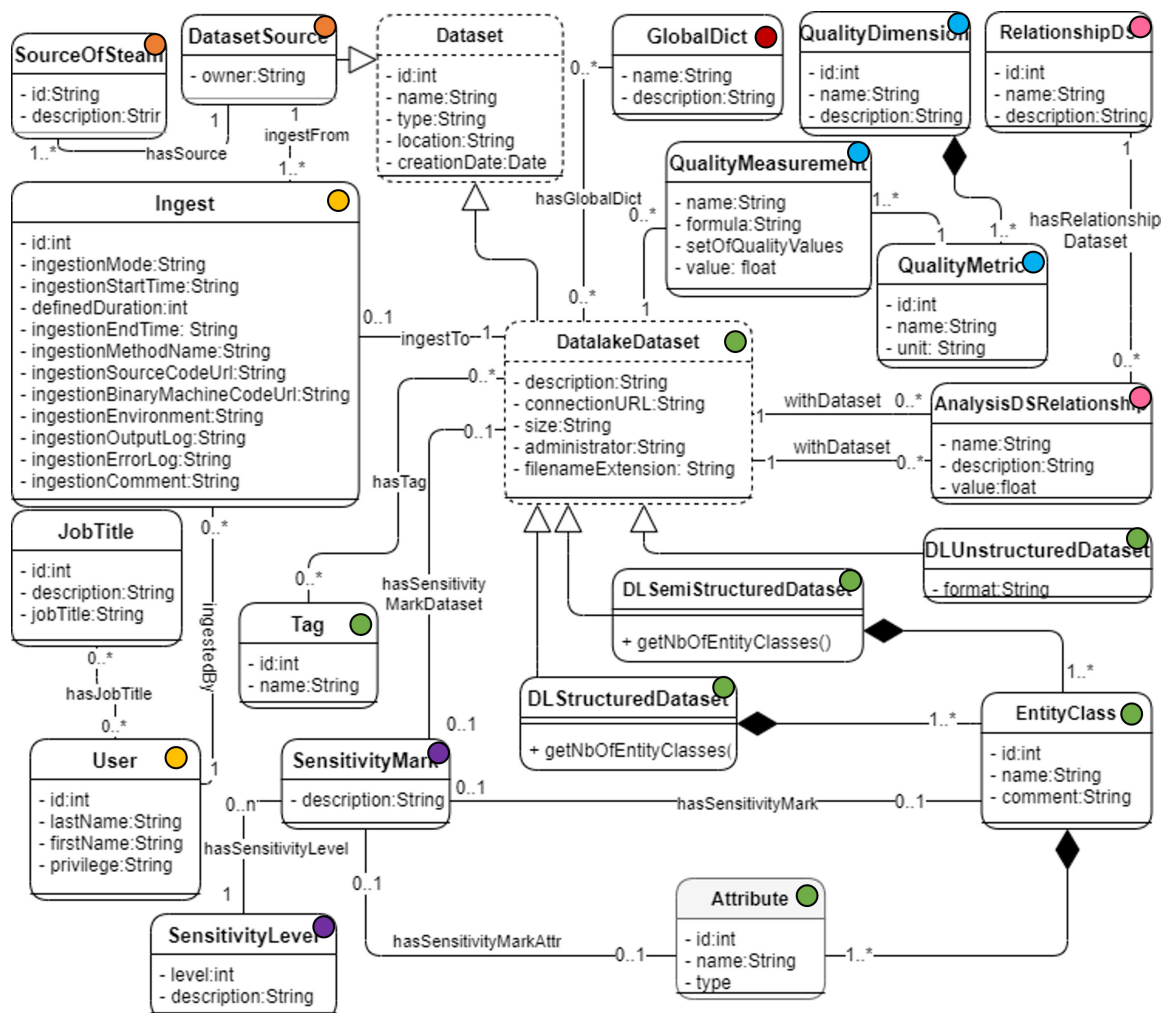 SourceOfSteam
- id:String
- description:Strir
1..*
hasSource
DatasetSource
- owner:String
1
1
ingestFrom
1..*
Dataset
- id:int
- name:String
- type:String
- location:String
- creationDate:Date
GlobalDict
- name:String
- description:String
0..*
hasGlobalDict
0..*
QualityDimension
- id:int
- name:String
- description:String
RelationshipDS
- id:int
- name:String
- description:String
1
hasRelationship
Dataset
0..*
QualityMeasurement
- name:String
- formula:String
- setOfQualityValues
- value: float
0..*
1
1..*
1
1..*
QualityMetric
- id:int
- name:String
- unit: String
Ingest
- id:int
- ingestionMode:String
- ingestionStartTime:String
- definedDuration:int
- ingestionEndTime: String
- ingestionMethodName:String
- ingestionSourceCodeUrl:String
- ingestionBinaryMachineCodeUrl:String
- ingestionEnvironment:String
- ingestionOutputLog:String
- ingestionErrorLog:String
- ingestionComment:String
0..1
ingestTo
1
0..*
0..1
DatalakeDataset
- description:String
- connectionURL:String
- size:String
- administrator:String
- filenameExtension: String
1
withDataset
0..*
1
withDataset
0..*
AnalysisDSRelationship
- name:String
- description:String
- value:float
hasTag
0..*
hasSensitivity
MarkDataset
0..1
0..*
ingestedBy
1
JobTitle
- id:int
- description:String
- jobTitle:String
0..*
hasJobTitle
0..*
Tag
- id:int
- name:String
DLUnstructuredDataset
- format:String
DLSemiStructuredDataset
+ getNbOfEntityClasses()
1..*
DLStructuredDataset
+ getNbOfEntityClasses(
1..*
EntityClass
- id:int
- name:String
- comment:String
User
- id:int
- lastName:String
- firstName:String
- privilege:String
SensitivityMark
- description:String
0..1
hasSensitivityMark
0..1
0..n
hasSensitivityLevel
1
SensitivityLevel
- level:int
- description:String
0..1
hasSensitivityMarkAttr
0..1
Attribute
- id:int
- name:String
- type
1..*